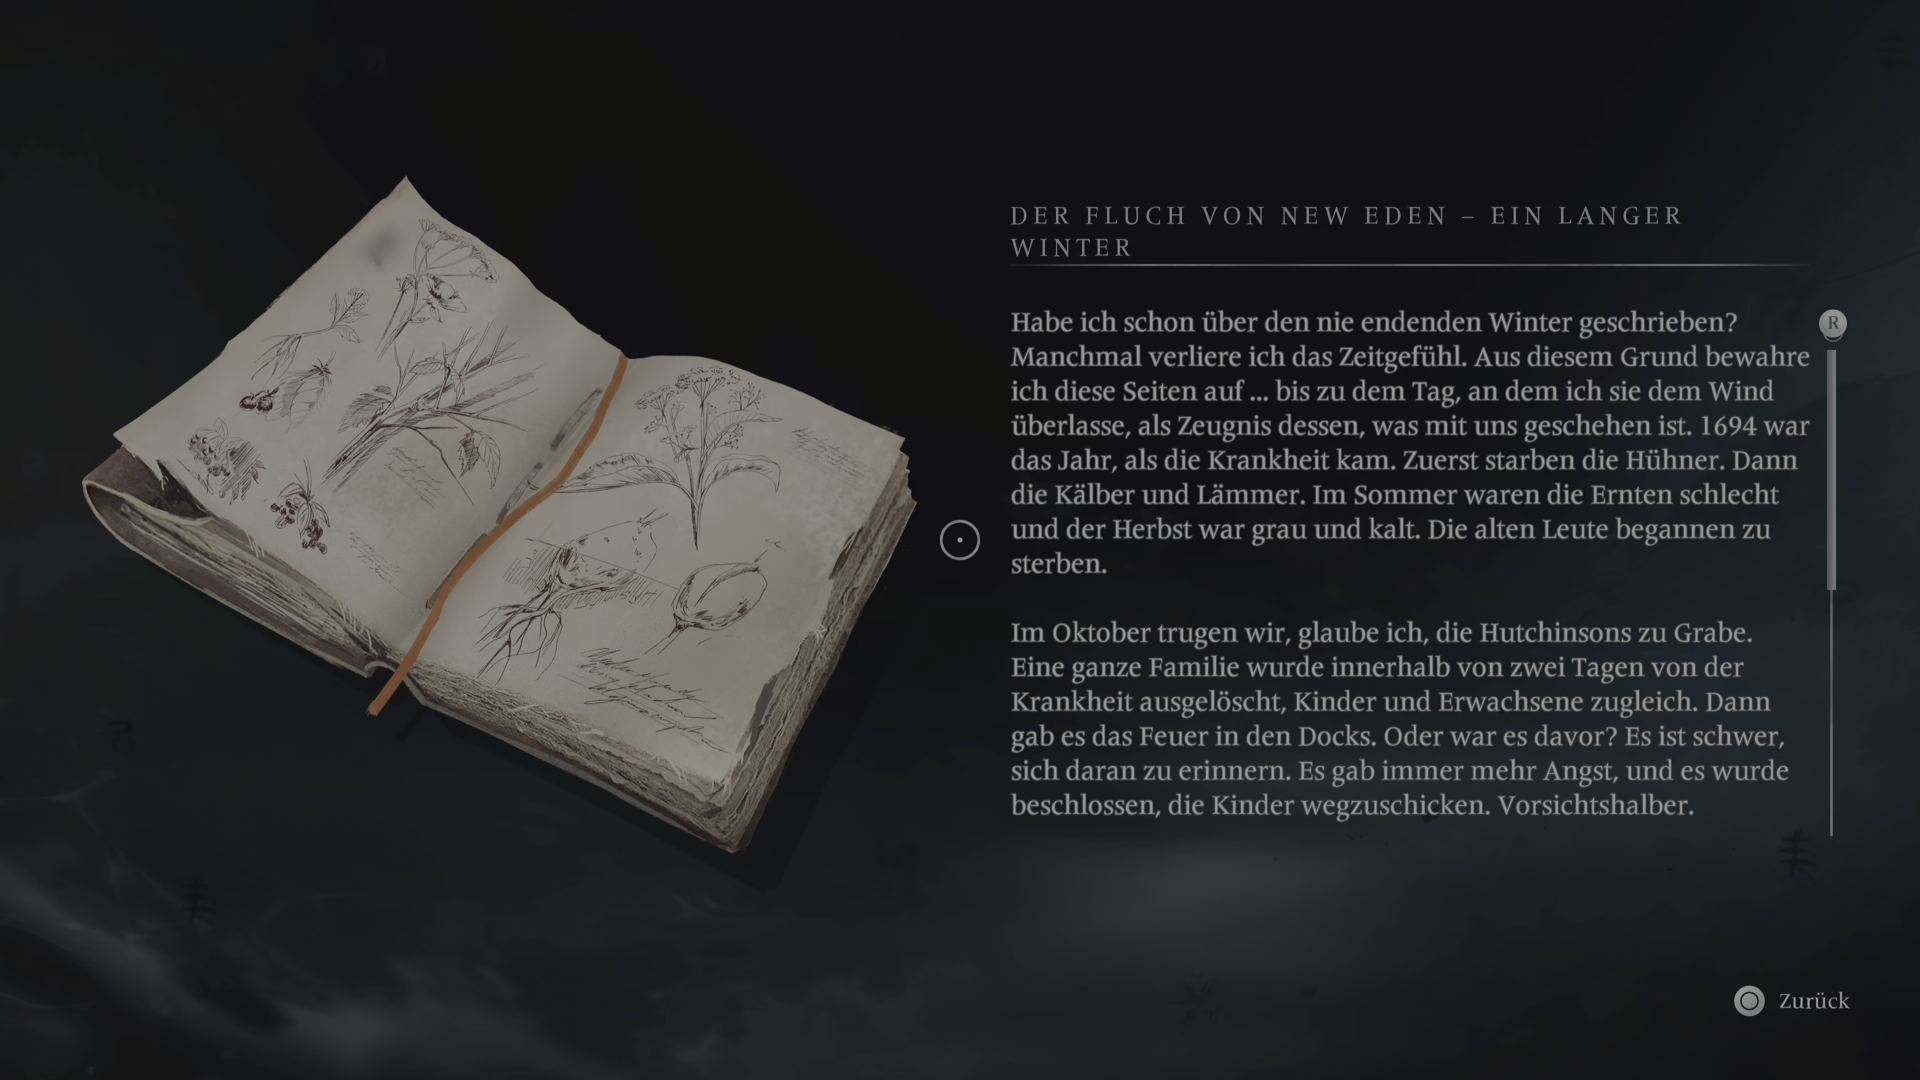 DER FLUCH VON NEW EDEN – EIN LANGER
WINTER
Habe ich schon über den nie endenden Winter geschrieben?
Manchmal verliere ich das Zeitgefühl. Aus diesem Grund bewahre
ich diese Seiten auf ... bis zu dem Tag, an dem ich sie dem Wind
überlasse, als Zeugnis dessen, was mit uns geschehen ist. 1694 war
das Jahr, als die Krankheit kam. Zuerst starben die Hühner. Dann
die Kälber und Lämmer. Im Sommer waren die Ernten schlecht
und der Herbst war grau und kalt. Die alten Leute begannen zu
sterben.
Im Oktober trugen wir, glaube ich, die Hutchinsons zu Grabe.
Eine ganze Familie wurde innerhalb von zwei Tagen von der
Krankheit ausgelöscht, Kinder und Erwachsene zugleich. Dann
gab es das Feuer in den Docks. Oder war es davor? Es ist schwer,
sich daran zu erinnern. Es gab immer mehr Angst, und es wurde
beschlossen, die Kinder wegzuschicken. Vorsichtshalber.
R
Zurück